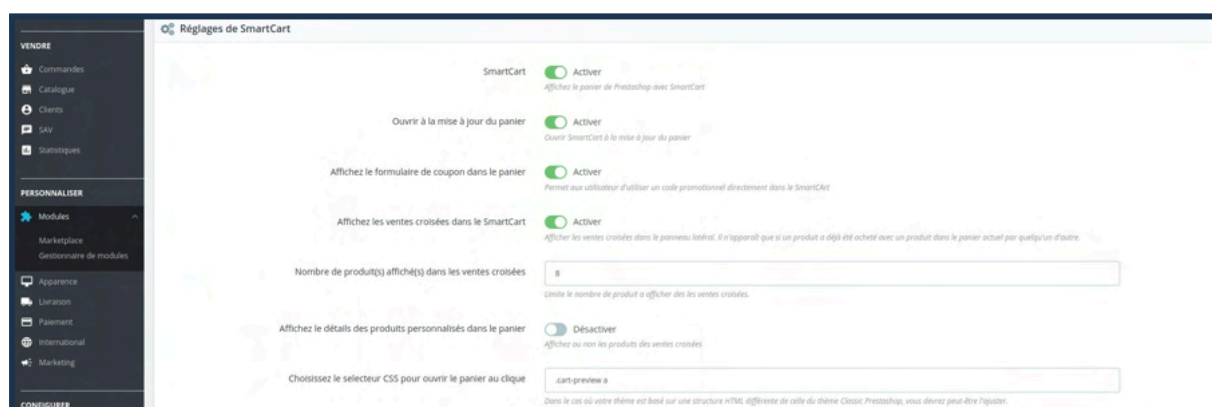 Réglages de SmartCart
VENDRE
Commandes
Catalogue
Clients
SAV
Statistiques
PERSONNALISER
Modules
Marketplace
Gestionnaire de modules
Apparence
Livraison
Paiement
International
Marketing
CONFIGURER
SmartCart
Activer
Affichez le panier de Prestashop avec SmartCart
Ouvrir à la mise à jour du panier
Activer
Ouvrir SmartCart à la mise à jour du panier
Affichez le formulaire de coupon dans le panier
Activer
Permet aux utilisateur d'utiliser un code promotionnel directement dans le SmartCArt
Affichez les ventes croisées dans le SmartCart
Activer
Afficher les ventes croisées dans le panneau latéral. Il n'apparaît que si un produit a déjà été acheté avec un produit dans le panier actuel par quelqu'un d'autre.
Nombre de produit(s) affiché(s) dans les ventes croisées
8
Limite le nombre de produit a afficher des les ventes croisées.
Affichez le détails des produits personnalisés dans le panier
Désactiver
Affichez ou non les produits des ventes croisées
Choisissez le selecteur CSS pour ouvrir le panier au clique
.cart-preview a
Dans le cas où votre thème est basé sur une structure HTML différente de celle du thème Classic Prestashop, vous devrez peut-être l'ajuster.